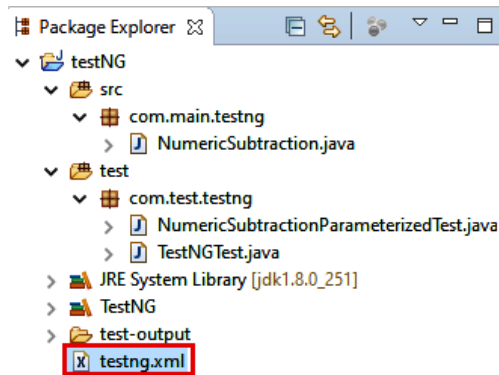 Package Explorer
testNG
src
com.main.testng
NumericSubtraction.java
test
com.test.testng
NumericSubtractionParameterizedTest.java
TestNGTest.java
JRE System Library [jdk1.8.0_251]
TestNG
test-output
testng.xml